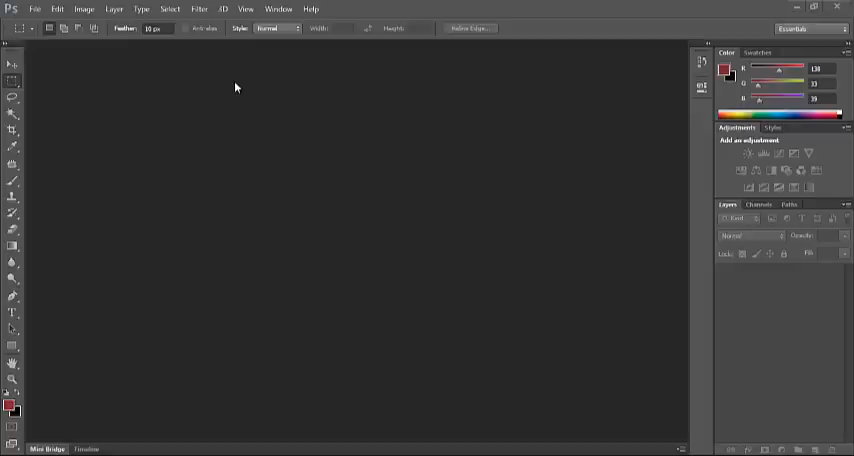 Ps File Edit Image Layer Type Select Filter 3D View Window Help
Feather: 10 px Anti-alias Style: Normal Width: Height: Refine Edge... Essentials
Color Swatches
R 138
G 33
B 39
Adjustments Styles
Add an adjustment
Layers Channels Paths
Kind
Normal Opacity:
Lock: Fill:
Mini Bridge Timeline